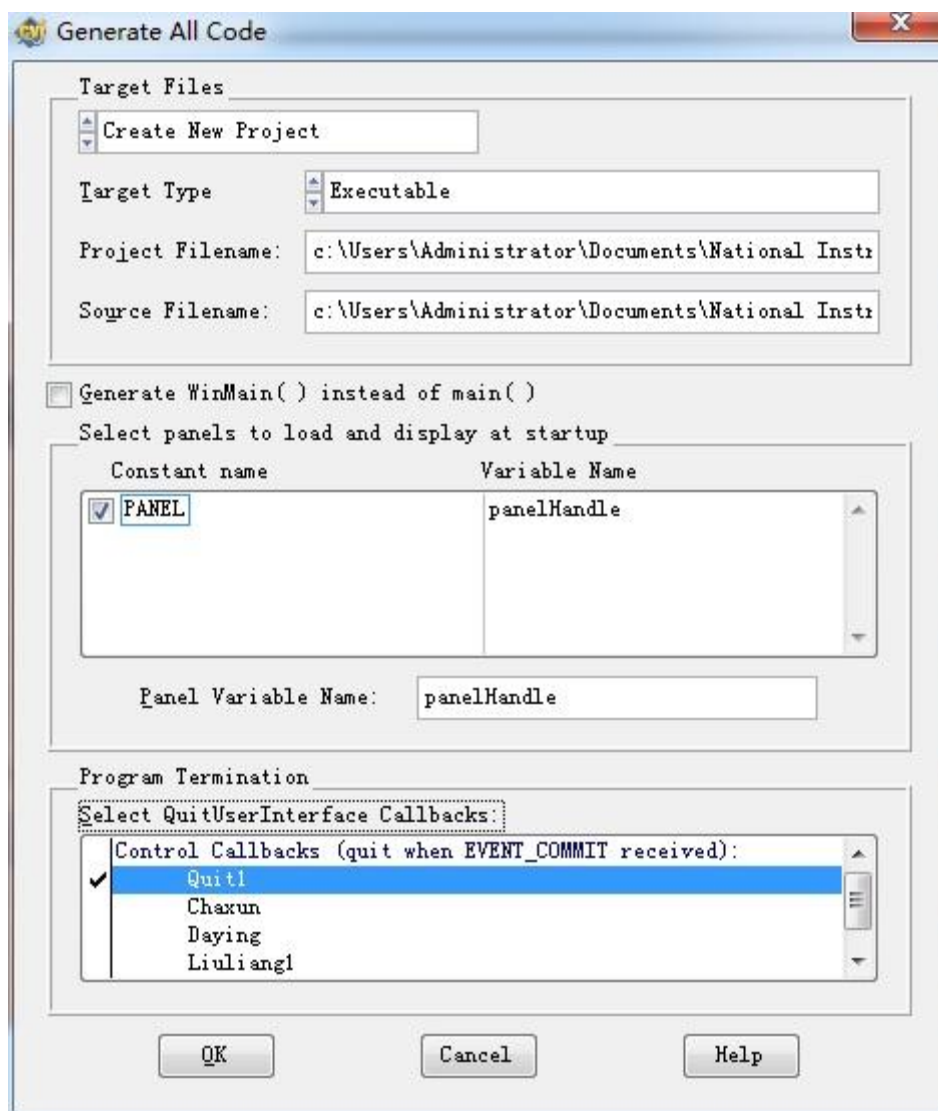 Generate All Code
Target Files
Create New Project
Target Type
Executable
Project Filename:
c:\Users\Administrator\Documents\National Instr
Source Filename:
c:\Users\Administrator\Documents\National Instr
Generate WinMain( ) instead of main( )
Select panels to load and display at startup
Constant name
Variable Name
PANEL
panelHandle
Panel Variable Name:
panelHandle
Program Termination
Select QuitUserInterface Callbacks:
Control Callbacks (quit when EVENT_COMMIT received):
Quit1
Chaxun
Daying
Liuliang1
OK
Cancel
Help